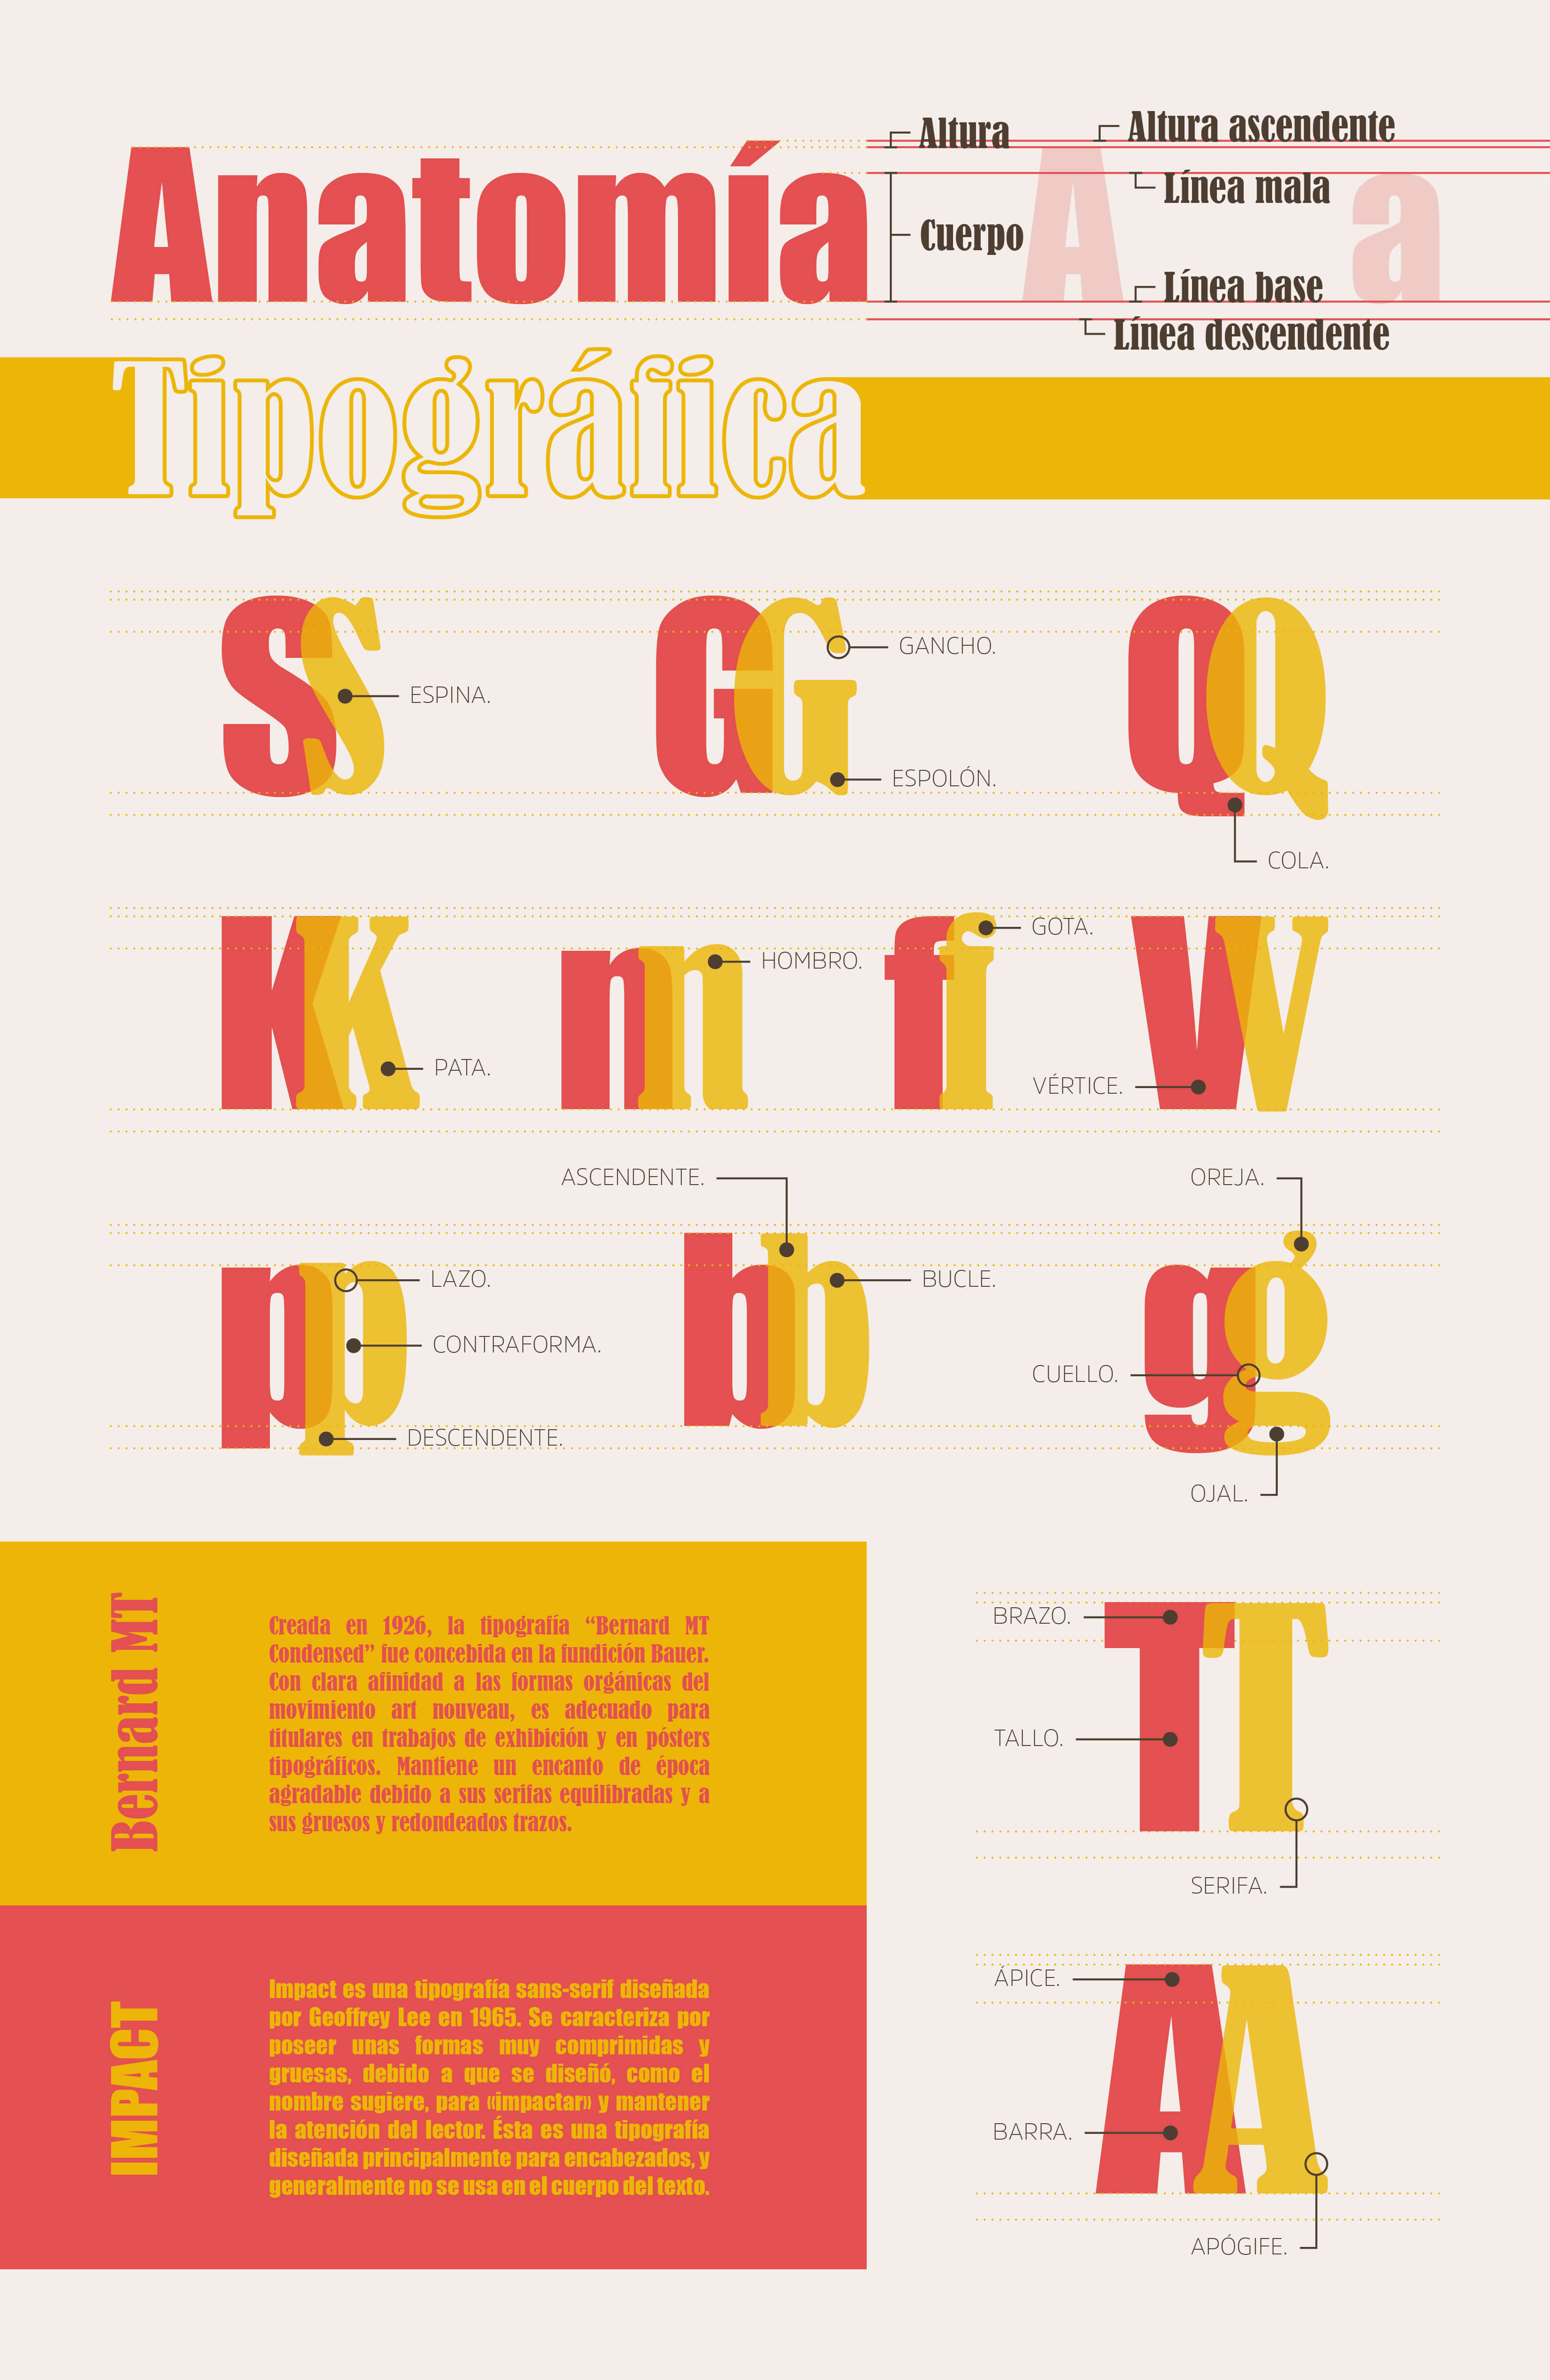 Anatomía
Altura
Altura ascendente
Línea mala
Cuerpo
A a
Línea base
Línea descendente
Tipográfica
S S
ESPINA.
G G
GANCHO.
ESPOLÓN.
Q Q
COLA.
K K
PATA.
n n
HOMBRO.
f f
GOTA.
W V
VÉRTICE.
p p
LAZO.
CONTRAFORMA.
DESCENDENTE.
ASCENDENTE.
b b
BUCLE.
OREJA.
g g
CUELLO.
OJAL.
Bernard MT
Creada en 1926, la tipografía “Bernard MT
Condensed” fue concebida en la fundición Bauer.
Con clara afinidad a las formas orgánicas del
movimiento art nouveau, es adecuado para
titulares en trabajos de exhibición y en pósters
tipográficos. Mantiene un encanto de época
agradable debido a sus serifas equilibradas y a
sus gruesos y redondeados trazos.
BRAZO.
T T
TALLO.
SERIFA.
IMPACT
Impact es una tipografía sans-serif diseñada
por Geoffrey Lee en 1965. Se caracteriza por
poseer unas formas muy comprimidas y
gruesas, debido a que se diseñó, como el
nombre sugiere, para «impactar» y mantener
la atención del lector. Ésta es una tipografía
diseñada principalmente para encabezados, y
generalmente no se usa en el cuerpo del texto.
ÁPICE.
A A
BARRA.
APÓGIFE.